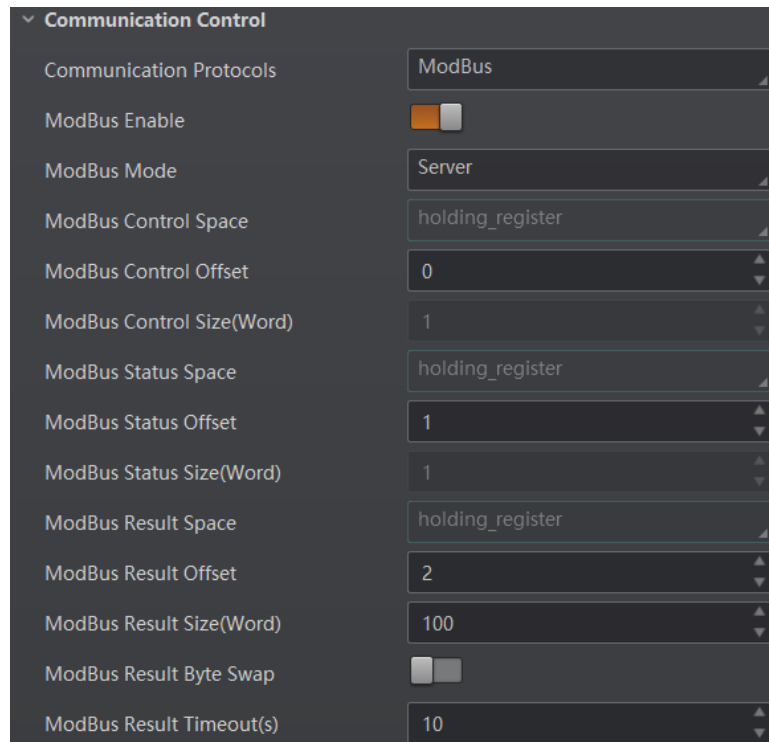 Communication Control
Communication Protocols ModBus
ModBus Enable
ModBus Mode Server
ModBus Control Space holding_register
ModBus Control Offset 0
ModBus Control Size(Word) 1
ModBus Status Space holding_register
ModBus Status Offset 1
ModBus Status Size(Word) 1
ModBus Result Space holding_register
ModBus Result Offset 2
ModBus Result Size(Word) 100
ModBus Result Byte Swap
ModBus Result Timeout(s) 10